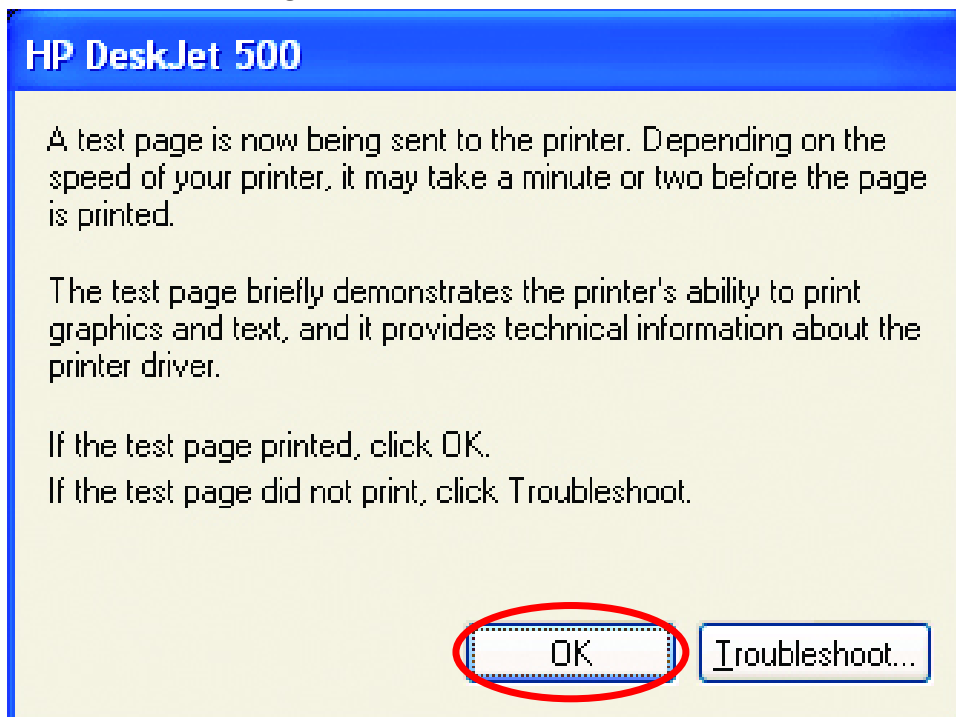 HP DeskJet 500
A test page is now being sent to the printer. Depending on the
speed of your printer, it may take a minute or two before the page
is printed.
The test page briefly demonstrates the printer's ability to print
graphics and text, and it provides technical information about the
printer driver.
If the test page printed, click OK.
If the test page did not print, click Troubleshoot.
OK Troubleshoot...